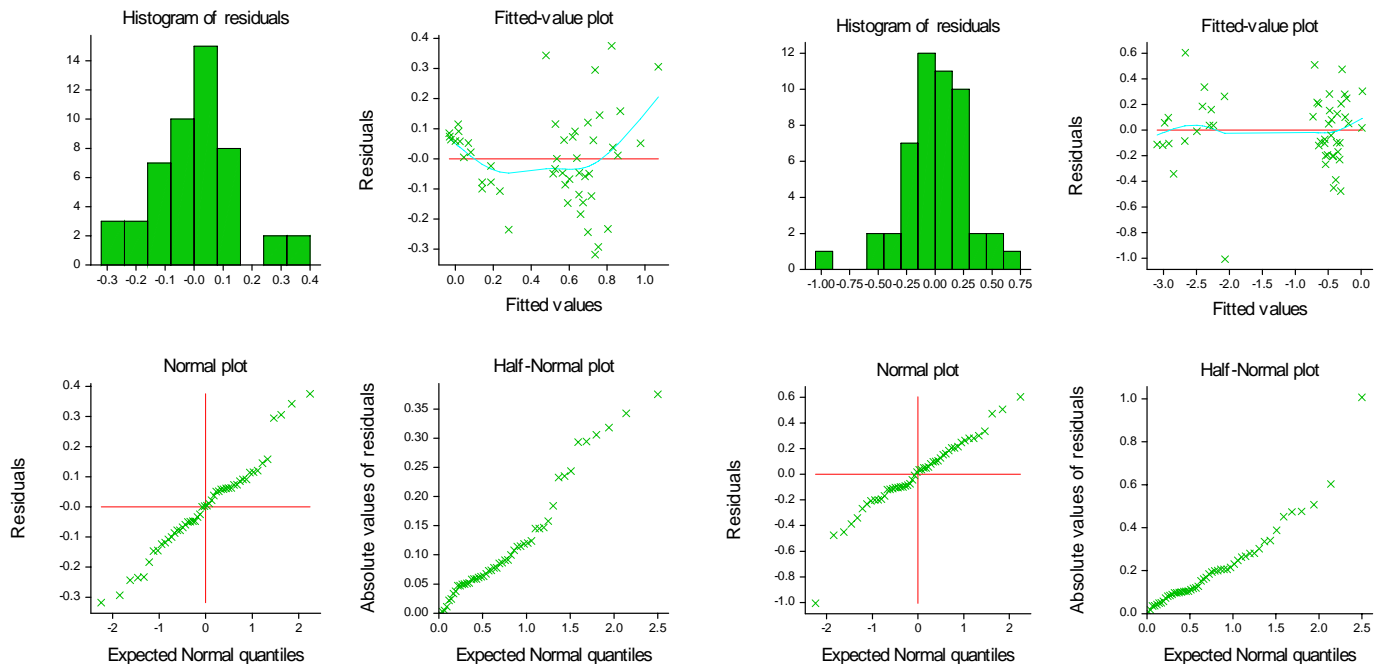 Histogram of residuals
14
12
10
8
6
4
2
0
-0.3 -0.2 -0.1 -0.0 0.1 0.2 0.3 0.4
Fitted-value plot
Residuals
0.4
0.3
0.2
0.1
-0.0
-0.1
-0.2
-0.3
0.0 0.2 0.4 0.6 0.8 1.0
Fitted values
Histogram of residuals
12
10
8
6
4
2
0
-1.00 -0.75 -0.50 -0.25 0.00 0.25 0.50 0.75
Fitted-value plot
Residuals
0.6
0.4
0.2
-0.0
-0.2
-0.4
-0.6
-0.8
-1.0
-3.0 -2.5 -2.0 -1.5 -1.0 -0.5 0.0
Fitted values
Normal plot
Residuals
0.4
0.3
0.2
0.1
-0.0
-0.1
-0.2
-0.3
-2 -1 0 1 2
Expected Normal quantiles
Half-Normal plot
Absolute values of residuals
0.35
0.30
0.25
0.20
0.15
0.10
0.05
0.00
0.0 0.5 1.0 1.5 2.0 2.5
Expected Normal quantiles
Normal plot
Residuals
0.6
0.4
0.2
0.0
-0.2
-0.4
-0.6
-0.8
-1.0
-2 -1 0 1 2
Expected Normal quantiles
Half-Normal plot
Absolute values of residuals
1.0
0.8
0.6
0.4
0.2
0.0
0.0 0.5 1.0 1.5 2.0 2.5
Expected Normal quantiles